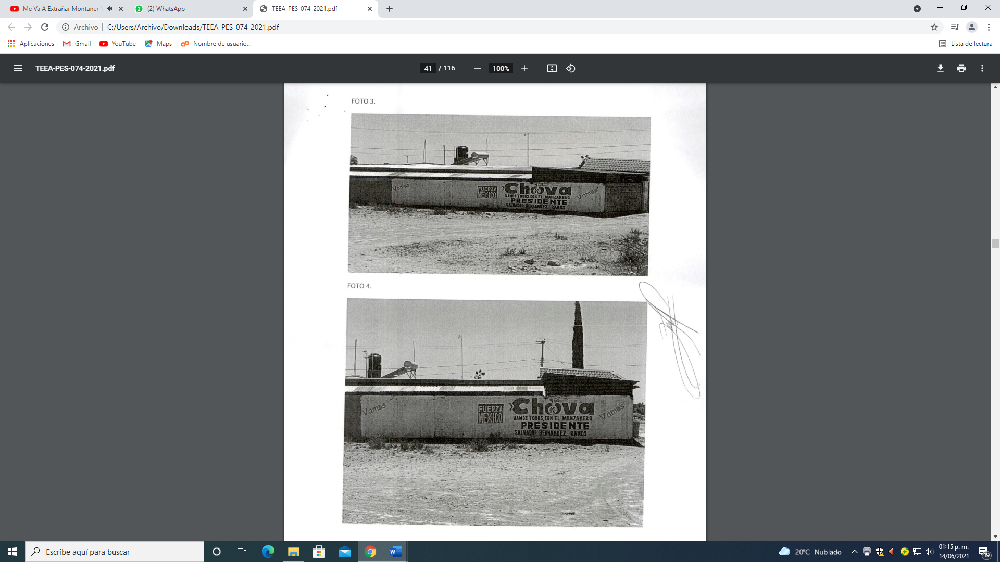 Me Va A Extrañar Montaner
(2) WhatsApp
TEEA-PES-074-2021.pdf
Archivo
C:/Users/Archivo/Downloads/TEEA-PES-074-2021.pdf
Aplicaciones
Gmail
YouTube
Maps
Nombre de usuario...
Lista de lectura
TEEA-PES-074-2021.pdf
41 / 116
100%
FOTO 3.
Vamos
FUERZA
MEXICO
Chova
VAMOS TODOS, CON EL MANZANERO
PRESIDENTE
SALVADOR HERNANDEZ RAMOS
Vamos
FOTO 4.
Vamos
FUERZA
MEXICO
Chova
VAMOS TODOS, CON EL MANZANERO
PRESIDENTE
SALVADOR HERNANDEZ RAMOS
Vamos
Escribe aquí para buscar
20°C Nublado
01:15 p. m.
14/06/2021
19